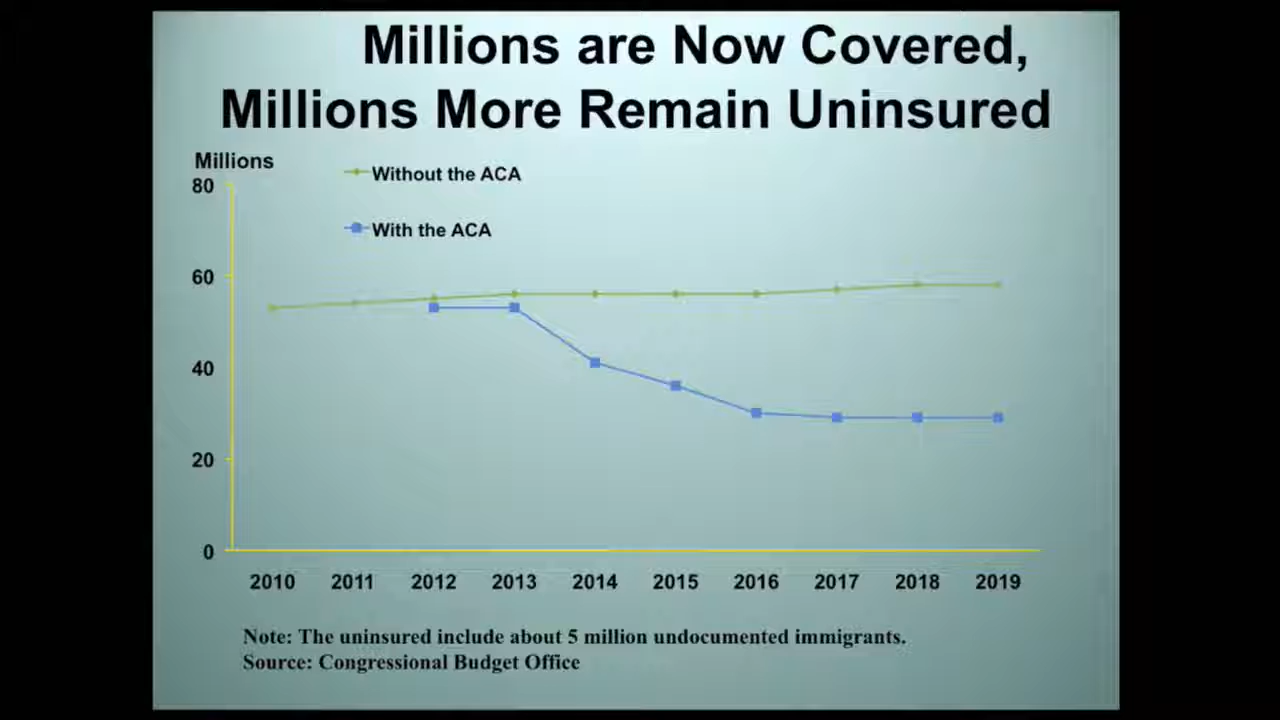 Millions are Now Covered,
Millions More Remain Uninsured
Millions
Without the ACA
With the ACA
80
60
40
20
0
2010 2011 2012 2013 2014 2015 2016 2017 2018 2019
Note: The uninsured include about 5 million undocumented immigrants.
Source: Congressional Budget Office